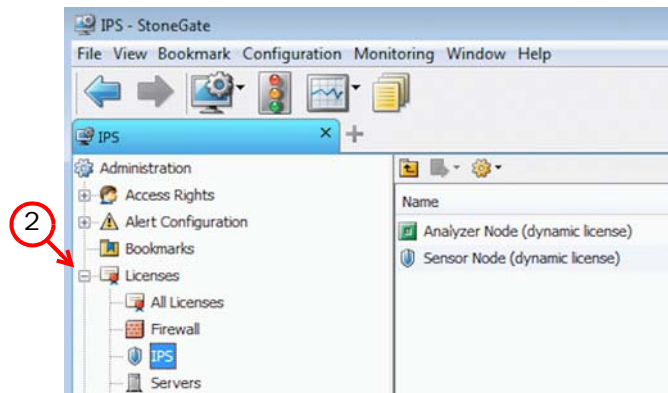 IPS - StoneGate
File View Bookmark Configuration Monitoring Window Help
IPS
Administration
Access Rights
Alert Configuration
Bookmarks
2
Licenses
All Licenses
Firewall
IPS
Servers
Name
Analyzer Node (dynamic license)
Sensor Node (dynamic license)